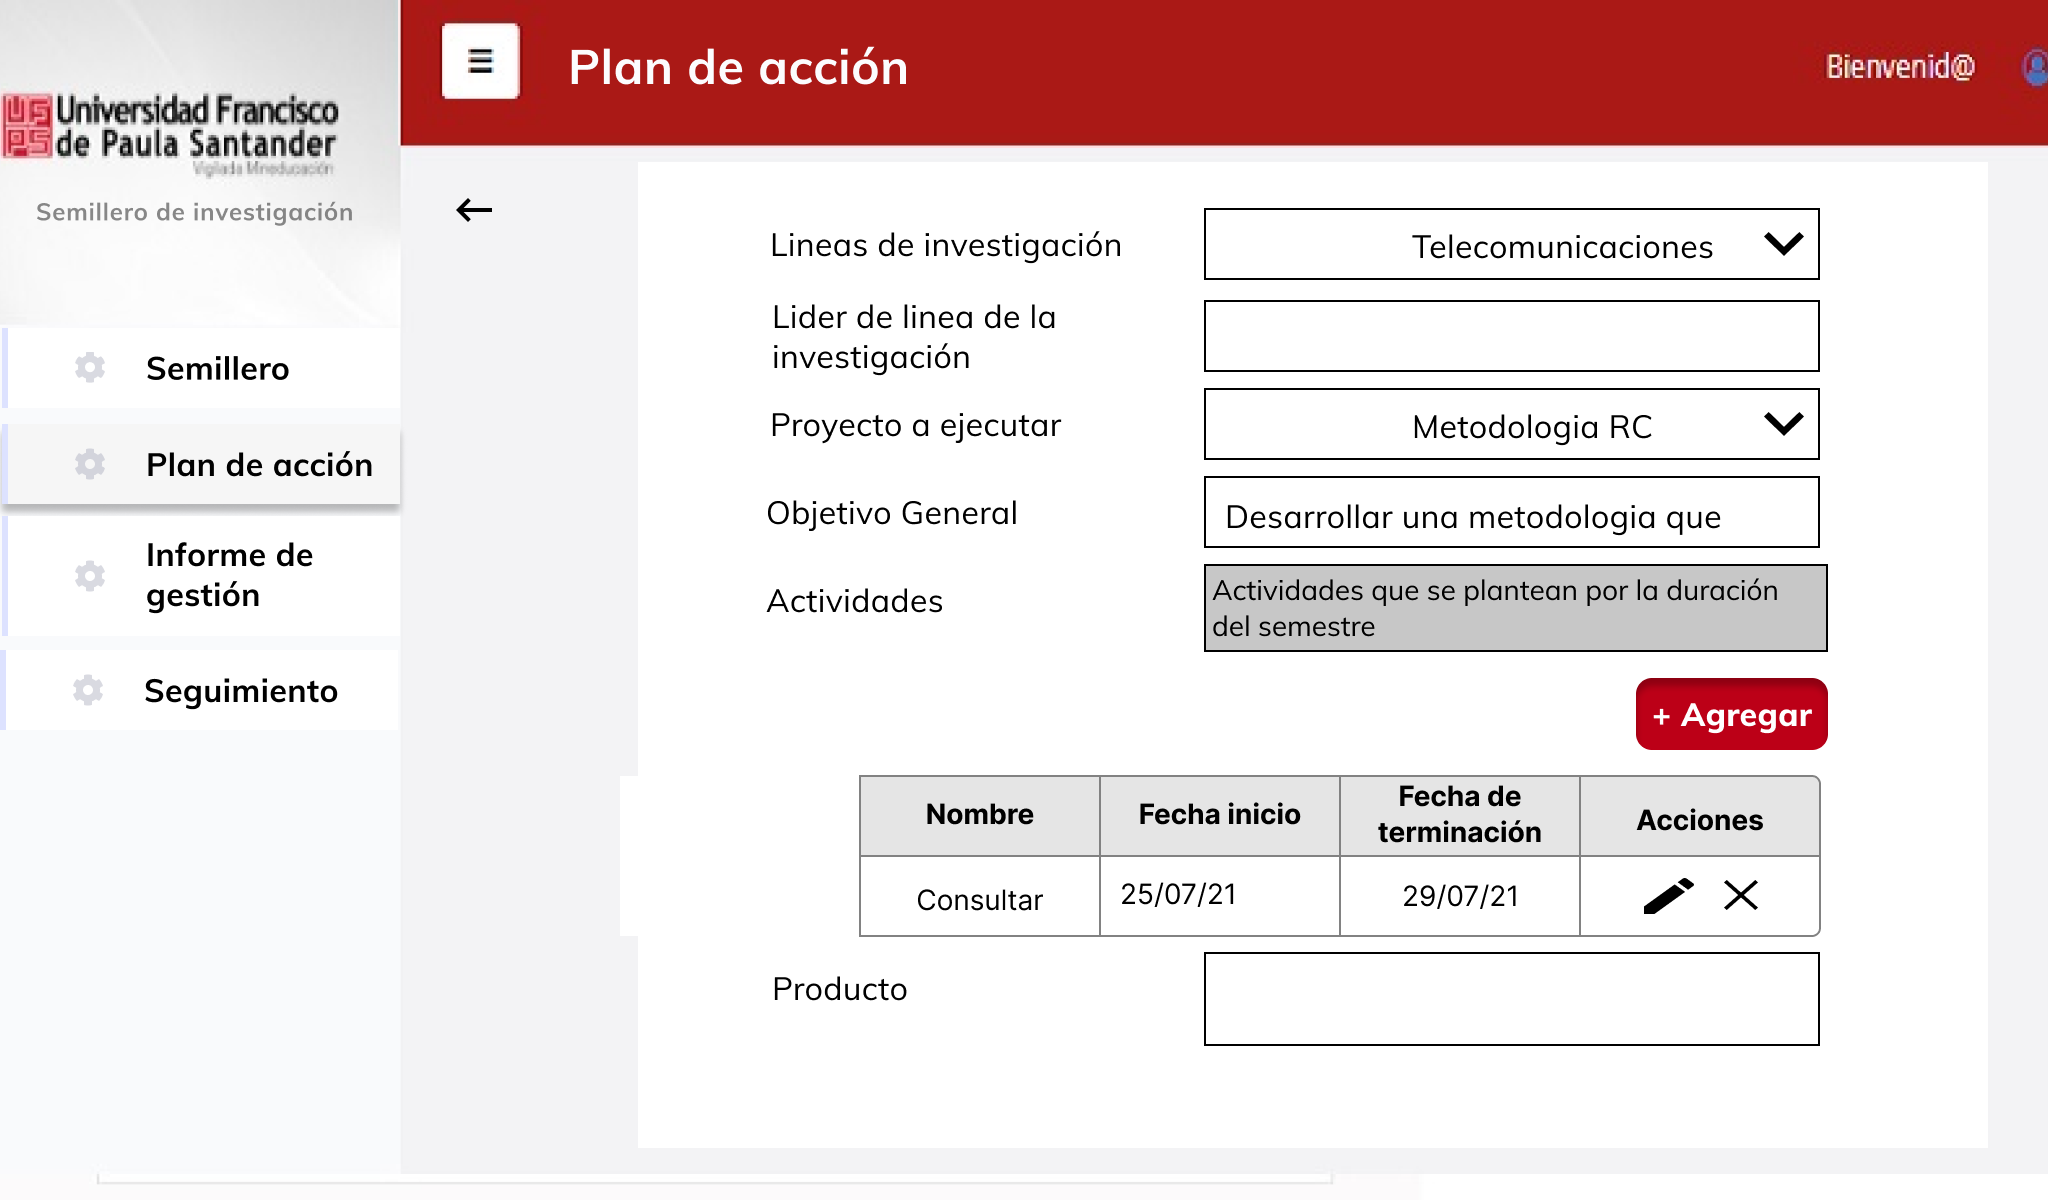 Universidad Francisco
de Paula Santander
Vigilada Mineducación
Semillero de investigación
Semillero
Plan de acción
Informe de
gestión
Seguimiento
Plan de acción
Bienvenid@
Lineas de investigación
Telecomunicaciones
Lider de linea de la
investigación
Proyecto a ejecutar
Metodologia RC
Objetivo General
Desarrollar una metodologia que
Actividades
Actividades que se plantean por la duración
del semestre
+ Agregar
Nombre
Fecha inicio
Fecha de
terminación
Acciones
Consultar
25/07/21
29/07/21
Producto